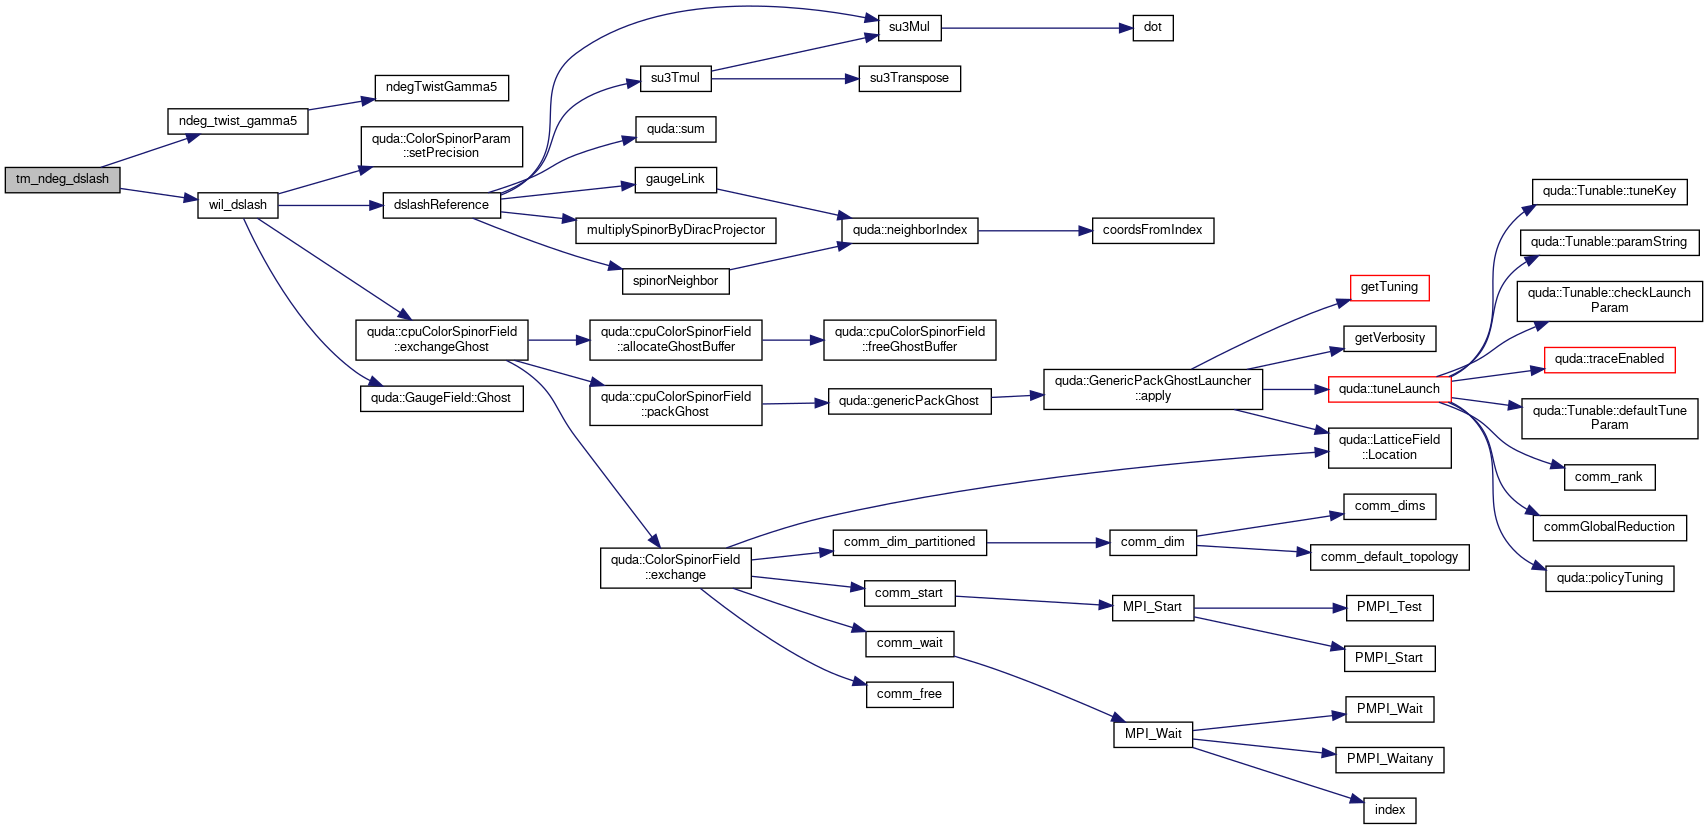 tm_ndeg_dslash
ndeg_twist_gamma5
ndegTwistGamma5
wil_dslash
quda::ColorSpinorParam
::setPrecision
dslashReference
su3Mul
dot
su3Tmul
su3Transpose
quda::sum
gaugeLink
multiplySpinorByDiracProjector
spinorNeighbor
quda::neighborIndex
coordsFromIndex
quda::cpuColorSpinorField
::exchangeGhost
quda::GaugeField::Ghost
quda::cpuColorSpinorField
::allocateGhostBuffer
quda::cpuColorSpinorField
::freeGhostBuffer
quda::cpuColorSpinorField
::packGhost
quda::genericPackGhost
quda::GenericPackGhostLauncher
::apply
getTuning
getVerbosity
quda::tuneLaunch
quda::LatticeField
::Location
quda::Tunable::tuneKey
quda::Tunable::paramString
quda::Tunable::checkLaunch
Param
quda::traceEnabled
quda::Tunable::defaultTune
Param
comm_rank
commGlobalReduction
quda::policyTuning
quda::ColorSpinorField
::exchange
comm_dim_partitioned
comm_dim
comm_dims
comm_default_topology
comm_start
MPI_Start
PMPI_Test
PMPI_Start
comm_wait
comm_free
MPI_Wait
PMPI_Wait
PMPI_Waitany
index